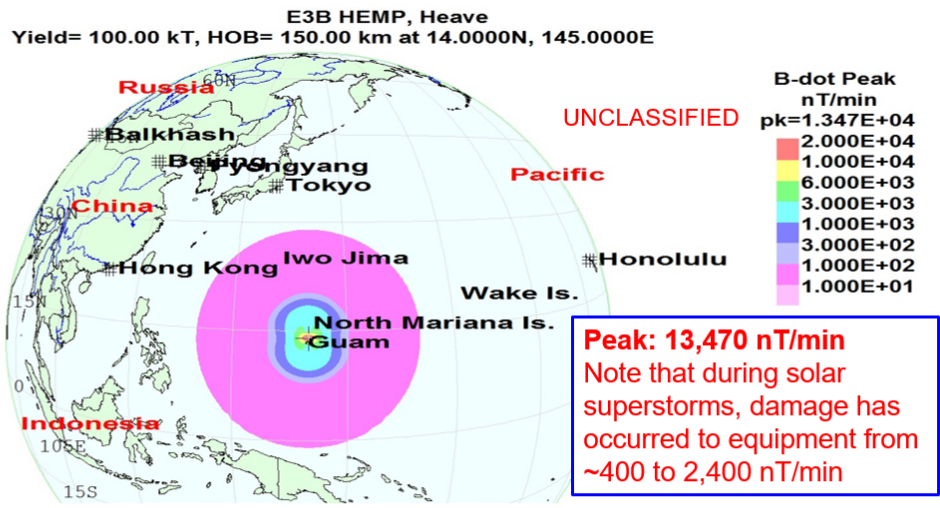 E3B HEMP, Heave
Yield= 100.00 kT, HOB= 150.00 km at 14.0000N, 145.0000E
B-dot Peak
nT/min
pk=1.347E+04
2.000E+04
1.000E+04
6.000E+03
3.000E+03
1.000E+03
3.000E+02
1.000E+02
1.000E+01
UNCLASSIFIED
60N
Russia
Balkhash
Beijing
Pyongyang
Tokyo
Pacific
China
30N
Hong Kong
Iwo Jima
Honolulu
15N
Wake Is.
North Mariana Is.
Guam
0
Indonesia
105E
15S
Peak: 13,470 nT/min
Note that during solar
superstorms, damage has
occurred to equipment from
~400 to 2,400 nT/min